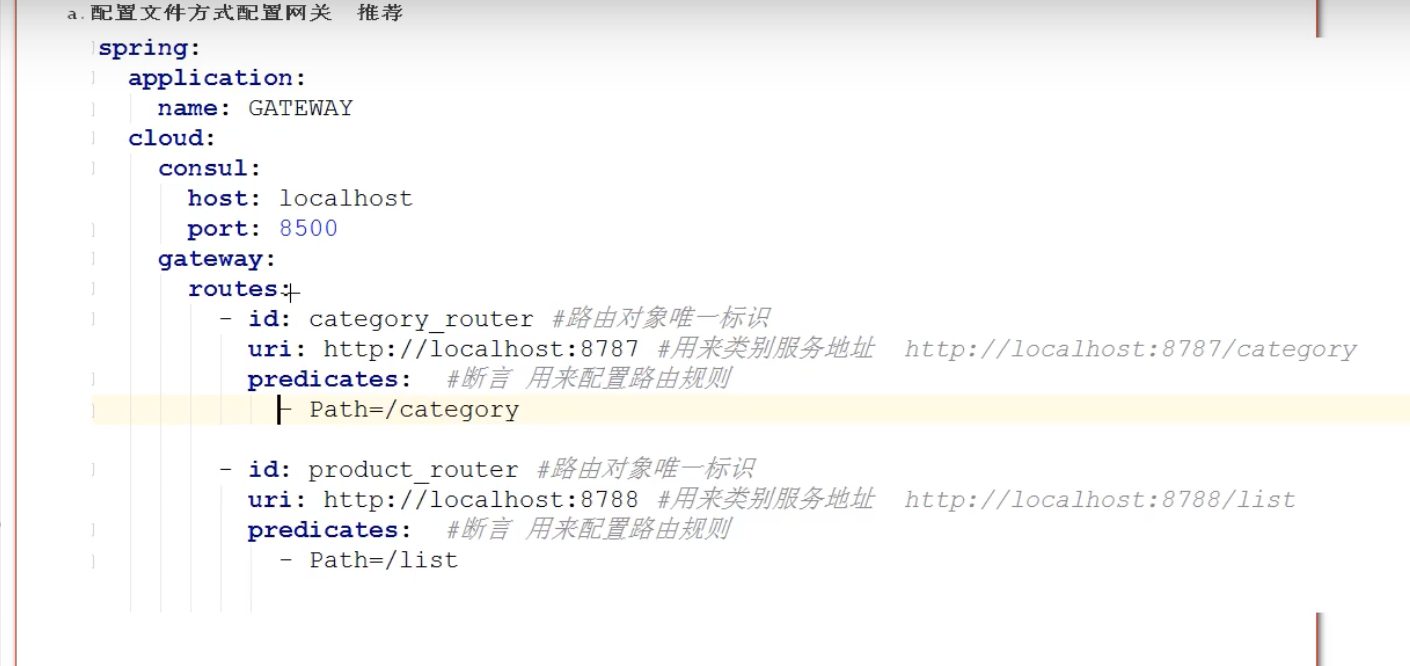 a.配置文件方式配置网关 推荐
spring:
application:
name: GATEWAY
cloud:
consul:
host: localhost
port: 8500
gateway:
routes:
- id: category_router #路由对象唯一标识
uri: http://localhost:8787 #用来类别服务地址 http://localhost:8787/category
predicates: #断言 用来配置路由规则
- Path=/category
- id: product_router #路由对象唯一标识
uri: http://localhost:8788 #用来类别服务地址 http://localhost:8788/list
predicates: #断言 用来配置路由规则
- Path=/list